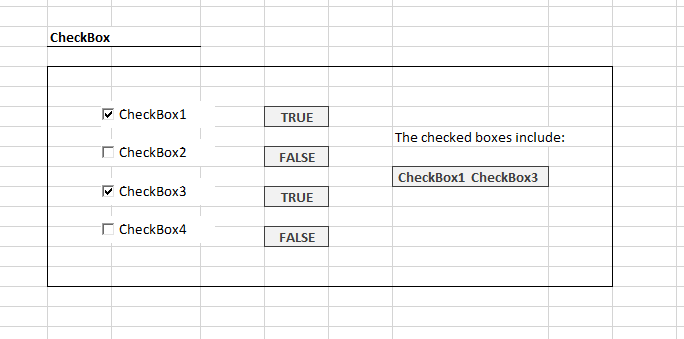 CheckBox
CheckBox1 TRUE
The checked boxes include:
CheckBox2 FALSE
CheckBox1 CheckBox3
CheckBox3 TRUE
CheckBox4 FALSE